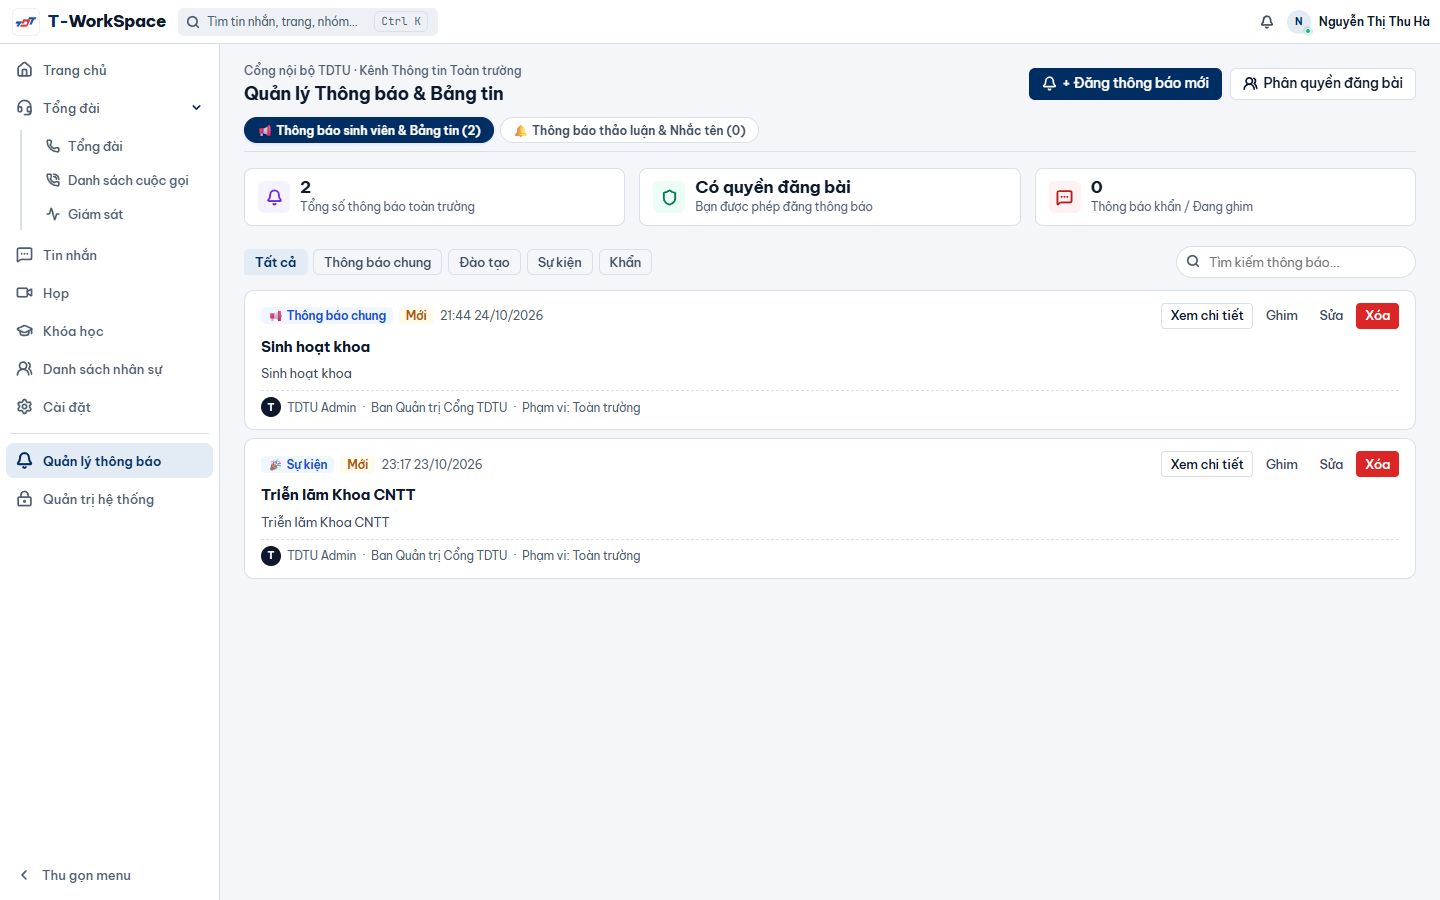 TDT T-WorkSpace Tìm tin nhắn, trang, nhóm... Ctrl K N Nguyễn Thị Thu Hà
Trang chủ
Tổng đài
Tổng đài
Danh sách cuộc gọi
Giám sát
Tin nhắn
Họp
Khóa học
Danh sách nhân sự
Cài đặt
Quản lý thông báo
Quản trị hệ thống
Thu gọn menu
Cổng nội bộ TDTU · Kênh Thông tin Toàn trường
Quản lý Thông báo & Bảng tin
+ Đăng thông báo mới Phân quyền đăng bài
Thông báo sinh viên & Bảng tin (2) Thông báo thảo luận & Nhắc tên (0)
2
Tổng số thông báo toàn trường
Có quyền đăng bài
Bạn được phép đăng thông báo
0
Thông báo khẩn / Đang ghim
Tất cả Thông báo chung Đào tạo Sự kiện Khẩn Tìm kiếm thông báo...
Thông báo chung Mới 21:44 24/10/2026 Xem chi tiết Ghim Sửa Xóa
Sinh hoạt khoa
Sinh hoạt khoa
T TDTU Admin · Ban Quản trị Cổng TDTU · Phạm vi: Toàn trường
Sự kiện Mới 23:17 23/10/2026 Xem chi tiết Ghim Sửa Xóa
Triễn lãm Khoa CNTT
Triễn lãm Khoa CNTT
T TDTU Admin · Ban Quản trị Cổng TDTU · Phạm vi: Toàn trường